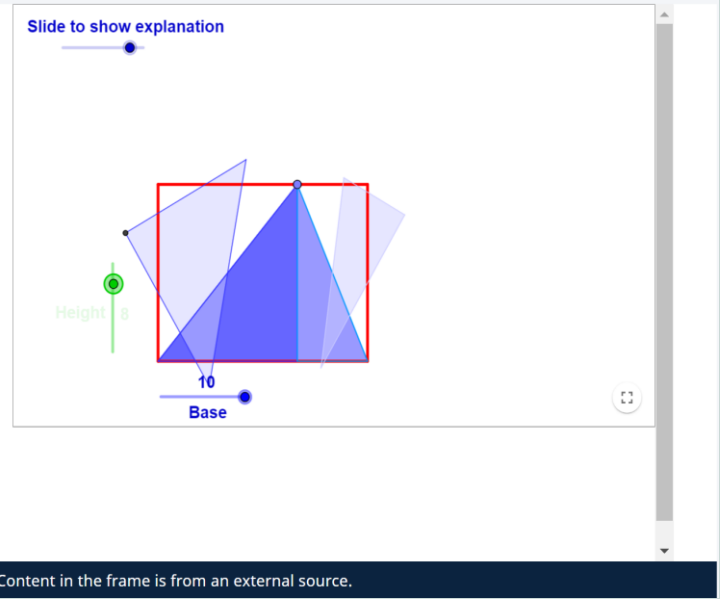 Slide to show explanation
Height 8
10
Base
Content in the frame is from an external source.